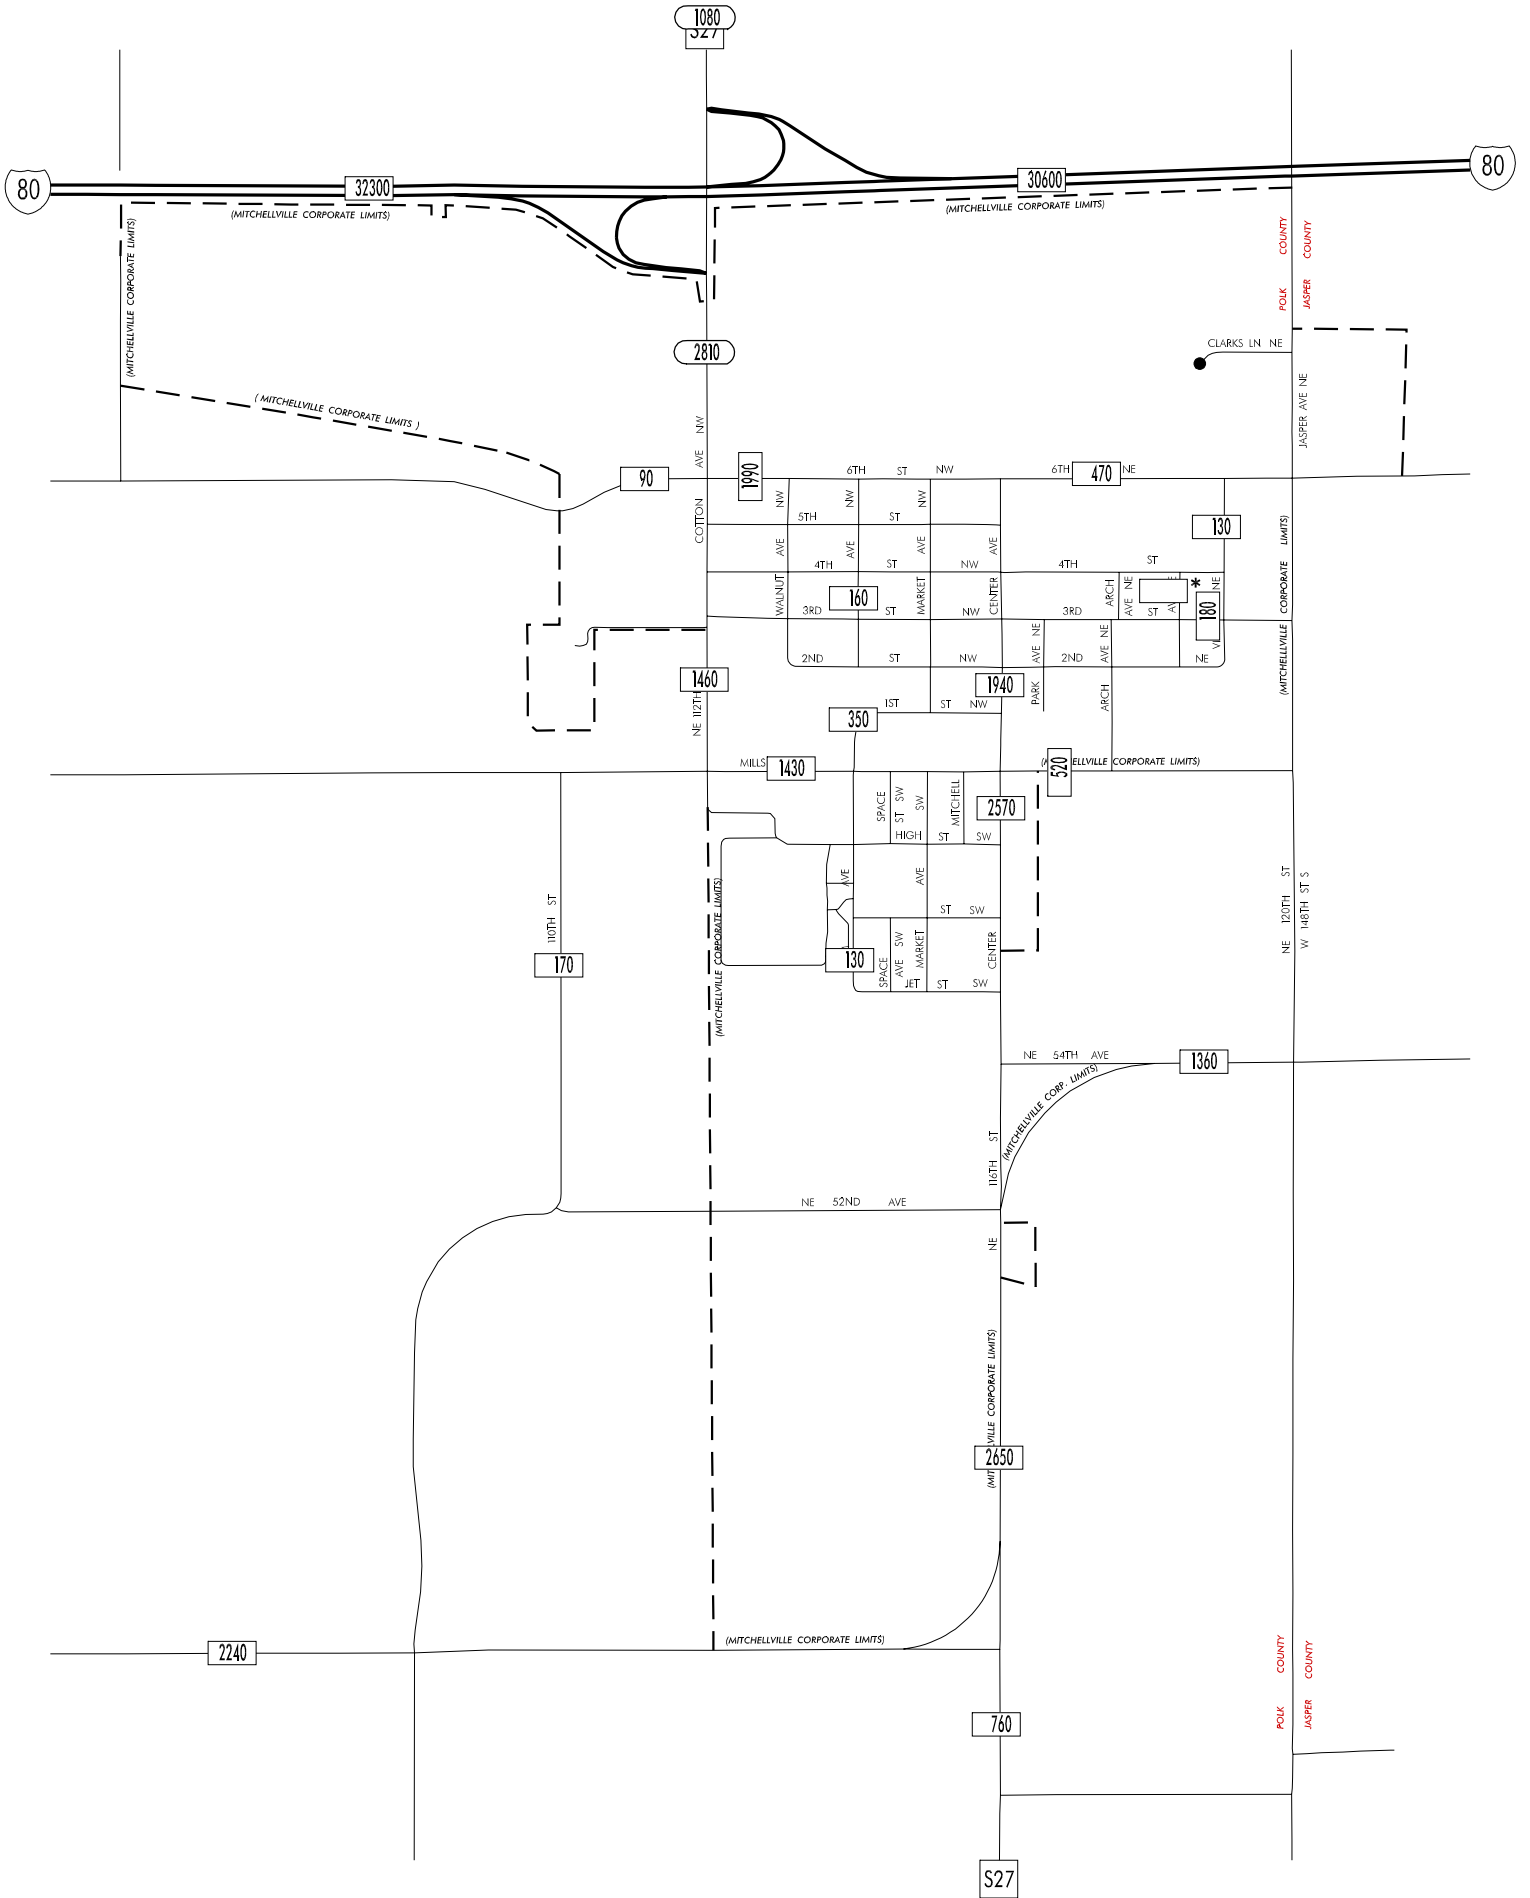 1080
S27
80
32300
30600
80
(MITCHELLVILLE CORPORATE LIMITS)
(MITCHELLVILLE CORPORATE LIMITS)
(MITCHELLVILLE CORPORATE LIMITS)
POLK COUNTY
JASPER COUNTY
2810
CLARKS LN NE
JASPER AVE NE
( MITCHELLVILLE CORPORATE LIMITS )
COTTON AVE NW
90
1990
6TH ST NW
6TH NE
470
WALNUT AVE NW
AVE NW
MARKET AVE NW
CENTER AVE
5TH ST
130
4TH ST NW
4TH ST
ARCH AVE NE
AVE
NE
*
160
180
3RD ST NW
3RD ST
(MITCHELLLVILLE CORPORATE LIMITS)
2ND ST NW
2ND NE
PARK AVE NE
ARCH AVE NE
1460
1940
NE 112TH
1ST ST NW
350
MILLS
1430
520
ELLVILLE CORPORATE LIMITS)
2570
SPACE ST SW
SW
MITCHELL
HIGH ST SW
AVE
AVE
ST SW
(MITCHELLVILLE CORPORATE LIMITS)
110TH ST
170
130
SPACE AVE SW
MARKET
CENTER
JET ST SW
NE 120TH ST
W 148TH ST S
NE 54TH AVE
1360
(MITCHELLVILLE CORP. LIMITS)
NE 116TH ST
NE 52ND AVE
(MIT VILLE CORPORATE LIMITS)
2650
(MITCHELLVILLE CORPORATE LIMITS)
2240
POLK COUNTY
JASPER COUNTY
760
S27